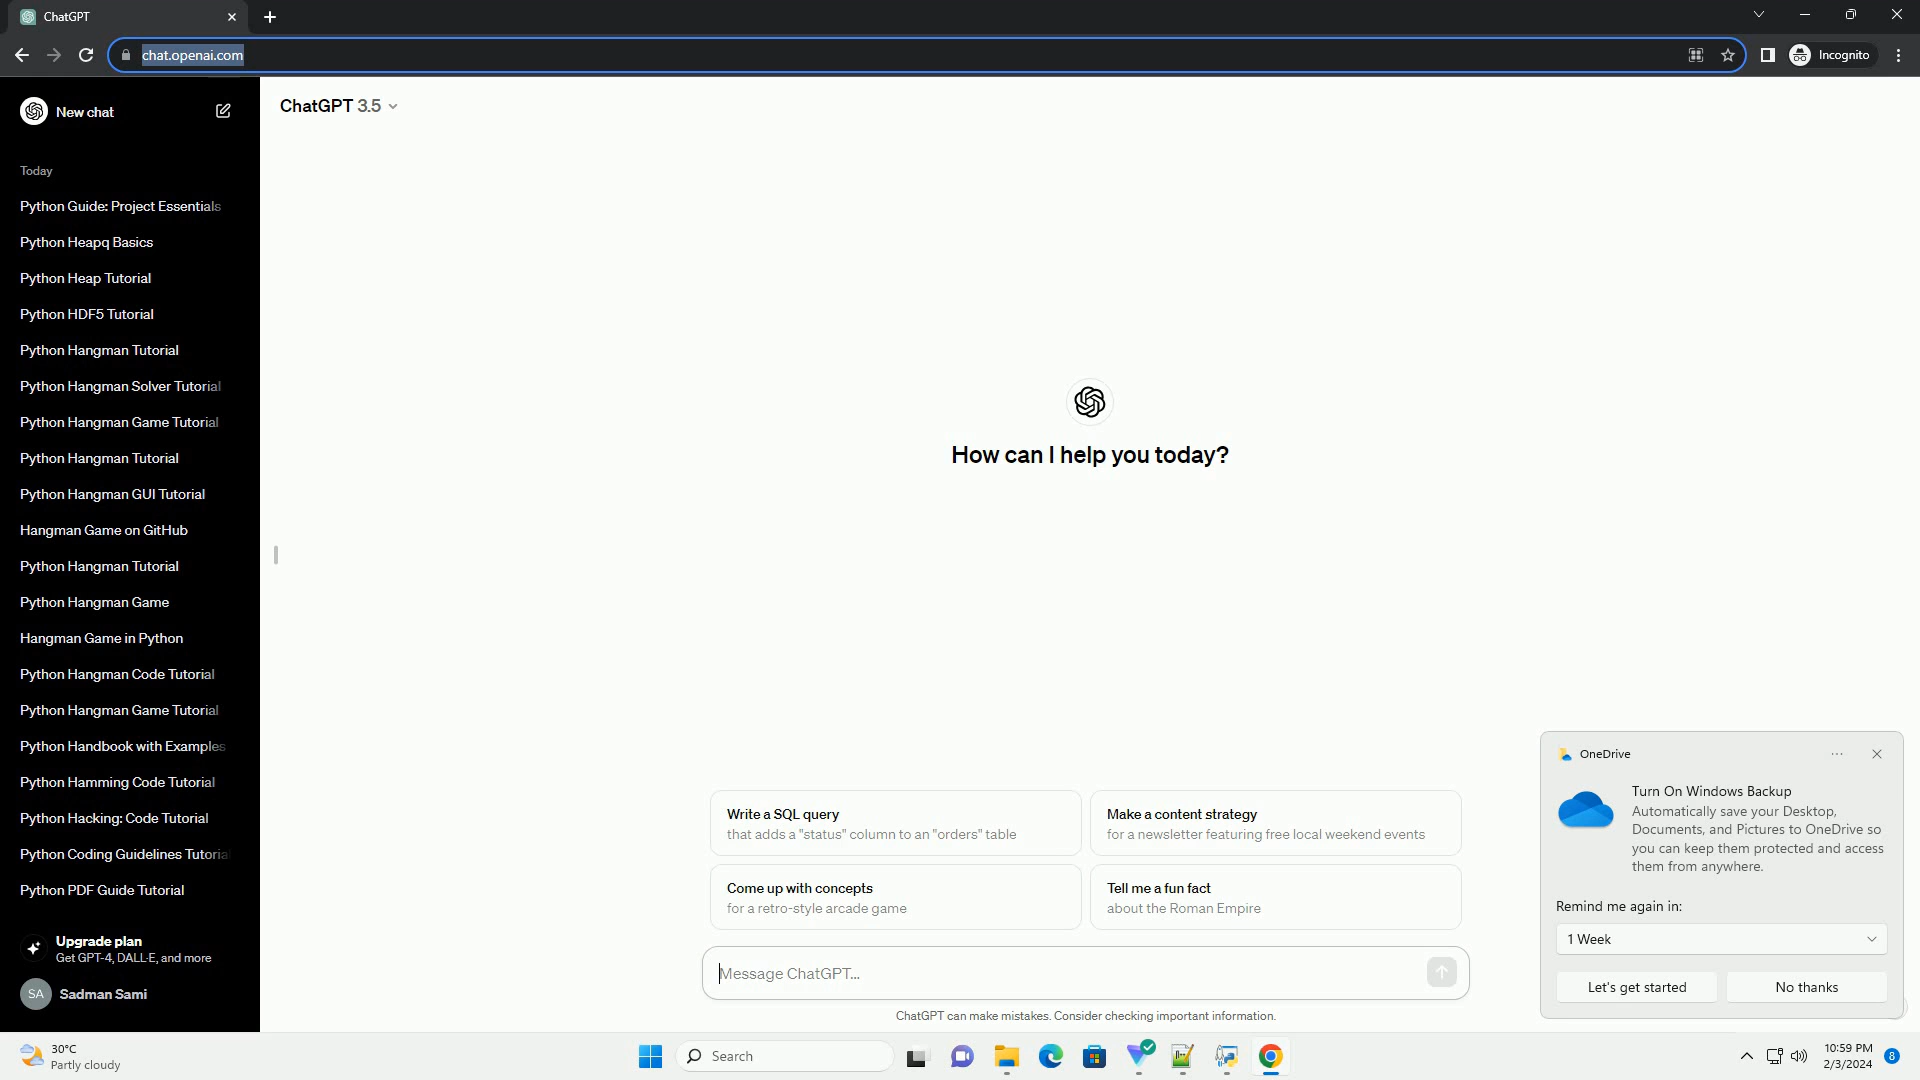 ChatGPT
chat.openai.com
Incognito
New chat
ChatGPT 3.5
Today
Python Guide: Project Essentials
Python Heapq Basics
Python Heap Tutorial
Python HDF5 Tutorial
Python Hangman Tutorial
Python Hangman Solver Tutorial
Python Hangman Game Tutorial
Python Hangman Tutorial
Python Hangman GUI Tutorial
Hangman Game on GitHub
Python Hangman Tutorial
Python Hangman Game
Hangman Game in Python
Python Hangman Code Tutorial
Python Hangman Game Tutorial
Python Handbook with Examples
Python Hamming Code Tutorial
Python Hacking: Code Tutorial
Python Coding Guidelines Tutoria
Python PDF Guide Tutorial
Upgrade plan
Get GPT-4, DALL·E, and more
SA Sadman Sami
How can I help you today?
Write a SQL query
that adds a "status" column to an "orders" table
Make a content strategy
for a newsletter featuring free local weekend events
Come up with concepts
for a retro-style arcade game
Tell me a fun fact
about the Roman Empire
Message ChatGPT...
ChatGPT can make mistakes. Consider checking important information.
OneDrive
Turn On Windows Backup
Automatically save your Desktop,
Documents, and Pictures to OneDrive so
you can keep them protected and access
them from anywhere.
Remind me again in:
1 Week
Let's get started
No thanks
30°C
Partly cloudy
Search
10:59 PM
2/3/2024
8